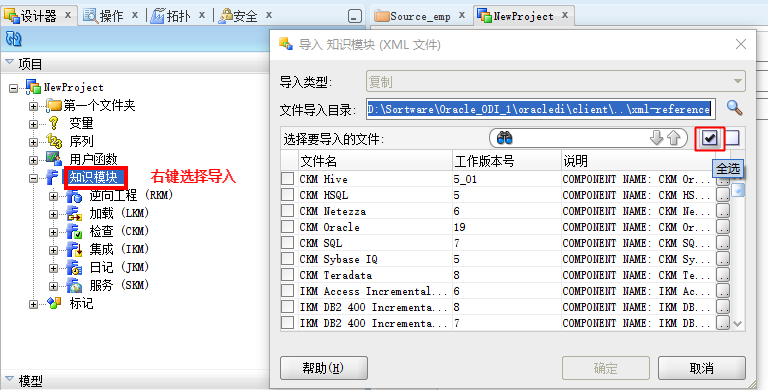 设计器 操作 拓扑 安全
Source_emp NewProject
项目
NewProject
第一个文件夹
变量
序列
用户函数
知识模块
右键选择导入
逆向工程 (RKM)
加载 (LKM)
检查 (CKM)
集成 (IKM)
日记 (JKM)
服务 (SKM)
标记
模型
导入 知识模块 (XML 文件)
导入类型: 复制
文件导入目录: D:\Sortware\Oracle_ODI_1\oracledi\client\..\xml-reference
选择要导入的文件:
全选
文件名 工作版本号 说明
CKM Hive 5_01 COMPONENT NAME: CKM Or... ..
CKM HSQL 5 COMPONENT NAME: CKM HS... ..
CKM Netezza 6 COMPONENT NAME: CKM Ne... ..
CKM Oracle 19 COMPONENT NAME: CKM Or... ..
CKM SQL 7 COMPONENT NAME: CKM SQ... ..
CKM Sybase IQ 5 COMPONENT NAME: CKM Sy... ..
CKM Teradata 8 COMPONENT NAME: CKM Te... ..
IKM Access Incremental... 6 COMPONENT NAME: IKM Ac... ..
IKM DB2 400 Incrementa... 8 COMPONENT NAME: IKM DB... ..
IKM DB2 400 Incrementa... 7 COMPONENT NAME: IKM DB... ..
帮助(H) 确定 取消